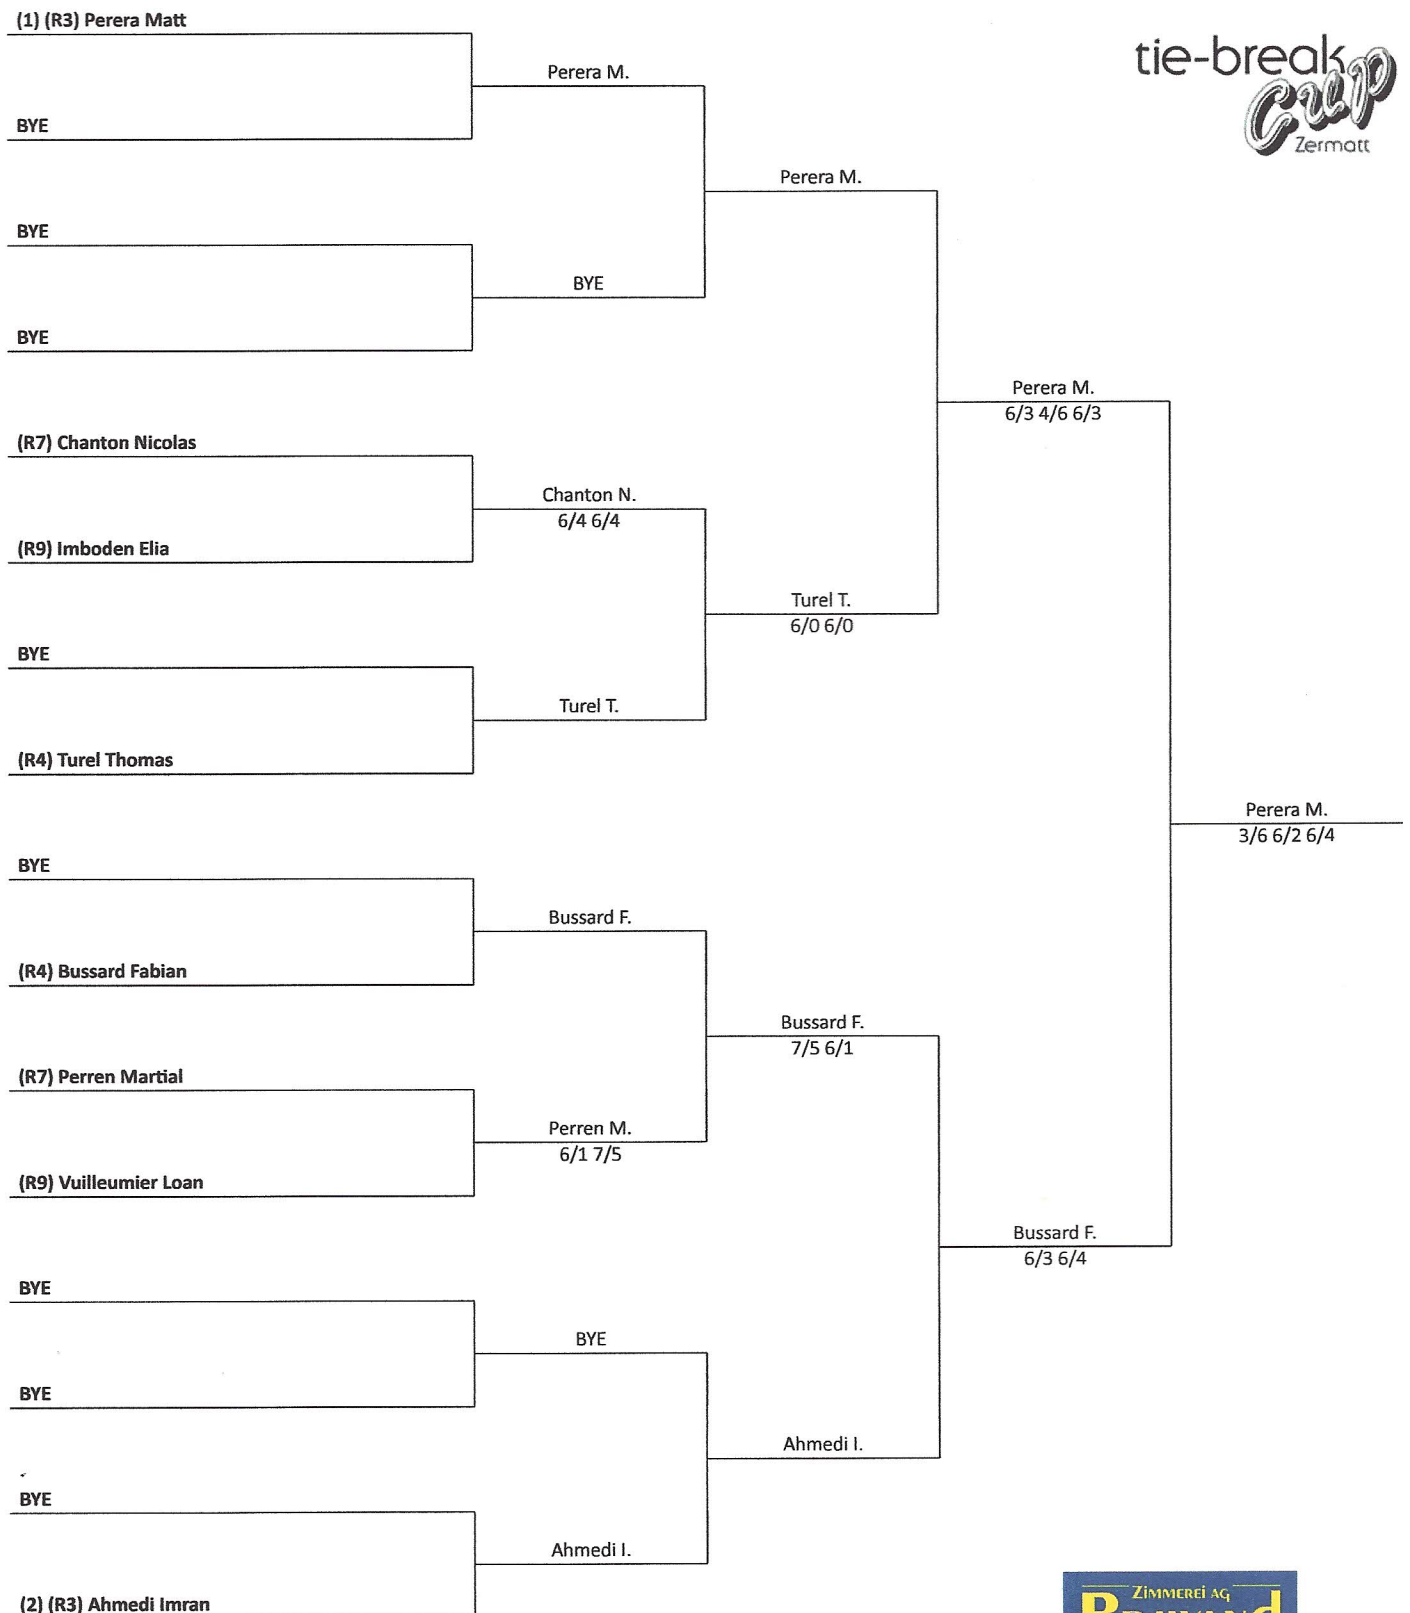 (1) (R3) Perera Matt
tie-break
Cup
Zermatt
Perera M.
BYE
Perera M.
BYE
BYE
BYE
Perera M.
6/3 4/6 6/3
(R7) Chanton Nicolas
Chanton N.
6/4 6/4
(R9) Imboden Elia
Turel T.
6/0 6/0
BYE
Turel T.
(R4) Turel Thomas
Perera M.
3/6 6/2 6/4
BYE
Bussard F.
(R4) Bussard Fabian
Bussard F.
7/5 6/1
(R7) Perren Martial
Perren M.
6/1 7/5
(R9) Vuilleumier Loan
Bussard F.
6/3 6/4
BYE
BYE
BYE
Ahmedi I.
BYE
Ahmedi I.
ZIMMEREI AG
(2) (R3) Ahmedi Imran